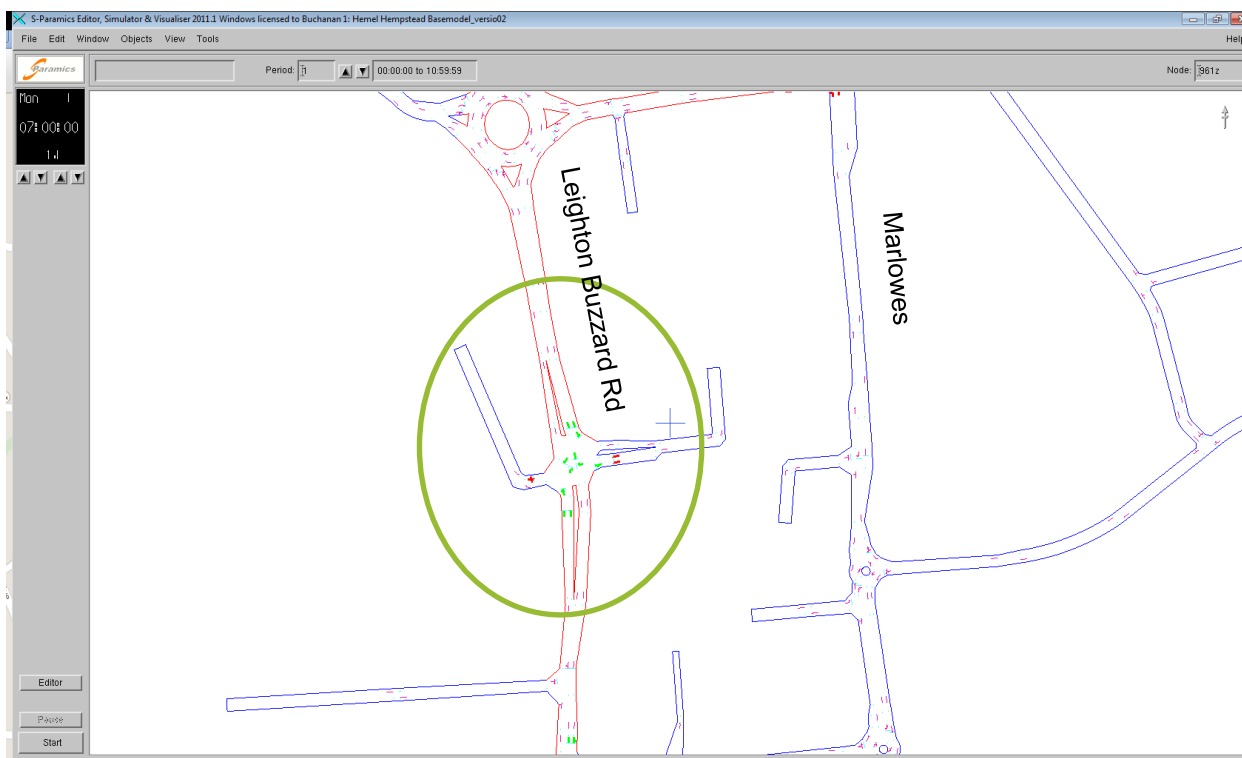 S-Paramics Editor, Simulator & Visualiser 2011.1 Windows licensed to Buchanan 1: Hemel Hempstead Basemodel_versio02
File Edit Window Objects View Tools
Help
Paramics
Period: 1
00:00:00 to 10:59:59
Node: 961z
Mon 1
07:00:00
Leighton Buzzard Rd
Marlowes
Editor
Pause
Start